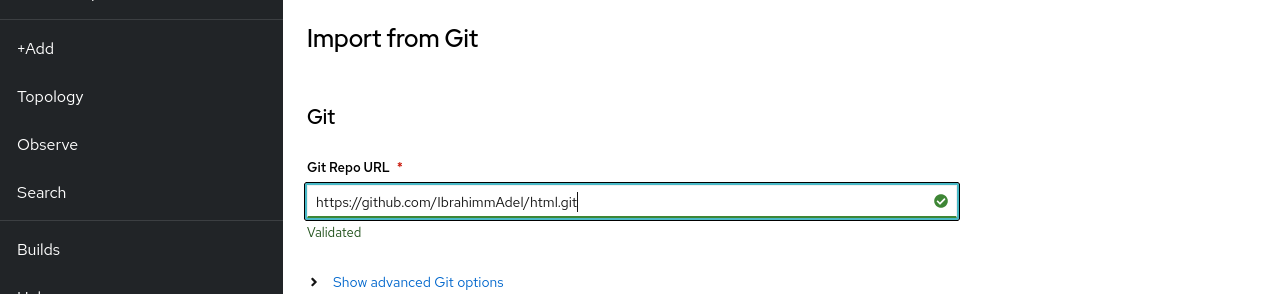 +Add
Topology
Observe
Search
Builds
Import from Git
Git
Git Repo URL *
https://github.com/IbrahimmAdel/html.git
Validated
Show advanced Git options